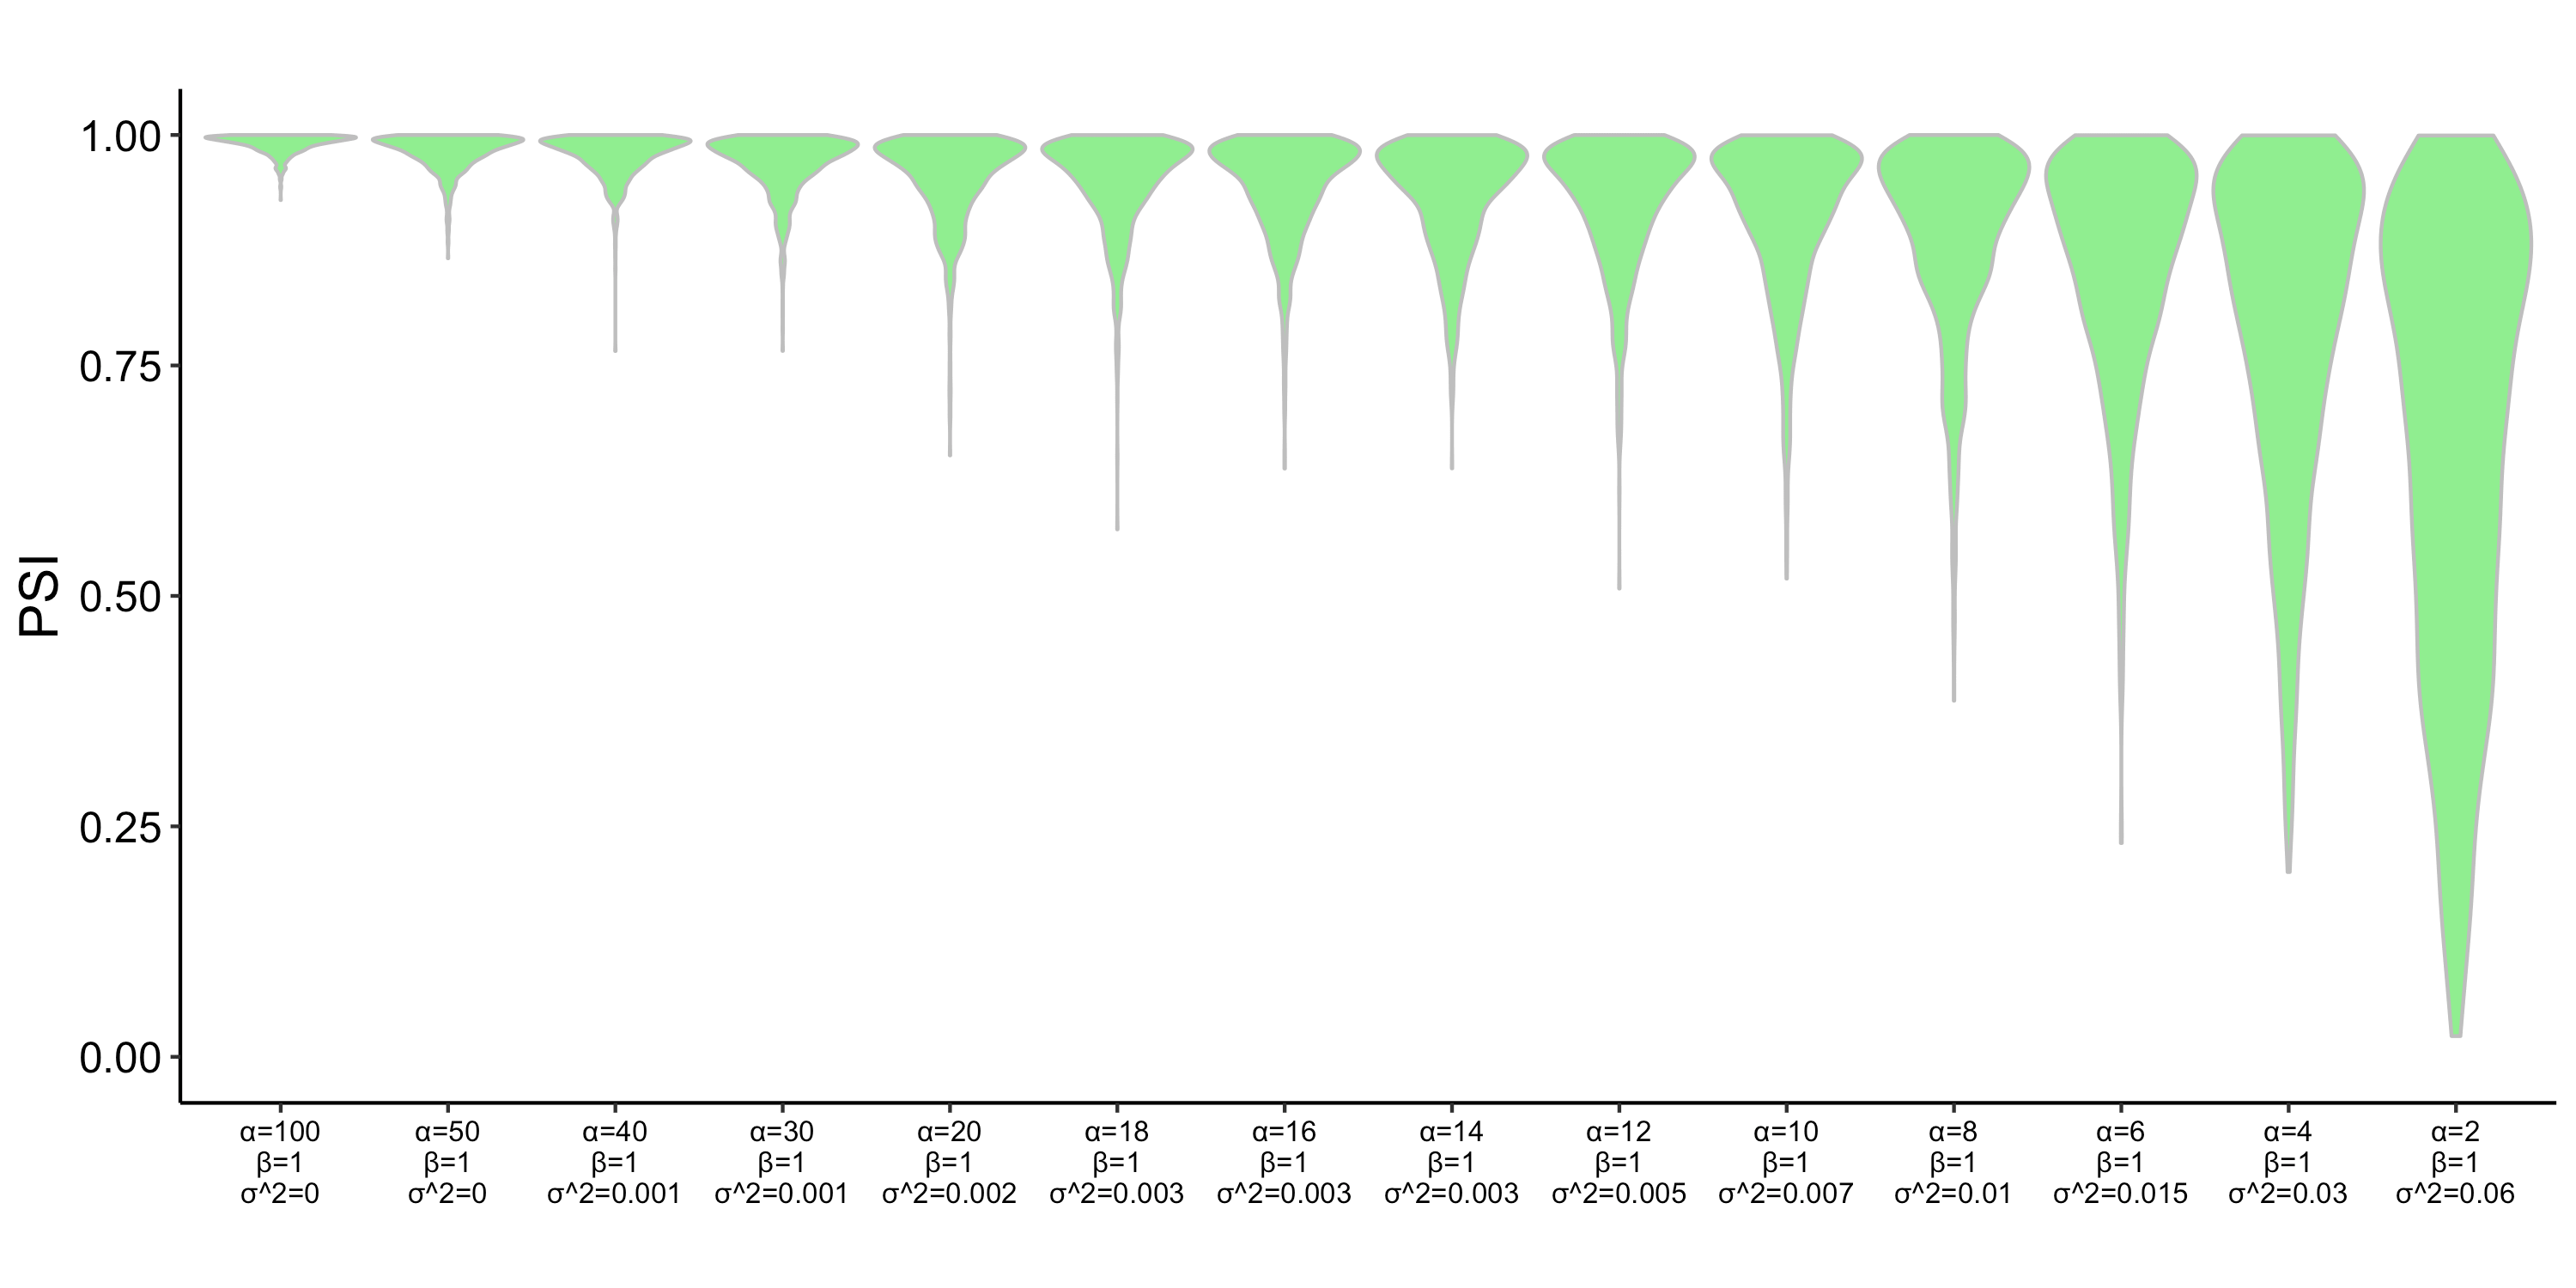 PSI
1.00
0.75
0.50
0.25
0.00
α=100 α=50 α=40 α=30 α=20 α=18 α=16 α=14 α=12 α=10 α=8 α=6 α=4 α=2
β=1 β=1 β=1 β=1 β=1 β=1 β=1 β=1 β=1 β=1 β=1 β=1 β=1 β=1
σ^2=0 σ^2=0 σ^2=0.001 σ^2=0.001 σ^2=0.002 σ^2=0.003 σ^2=0.003 σ^2=0.003 σ^2=0.005 σ^2=0.007 σ^2=0.01 σ^2=0.015 σ^2=0.03 σ^2=0.06